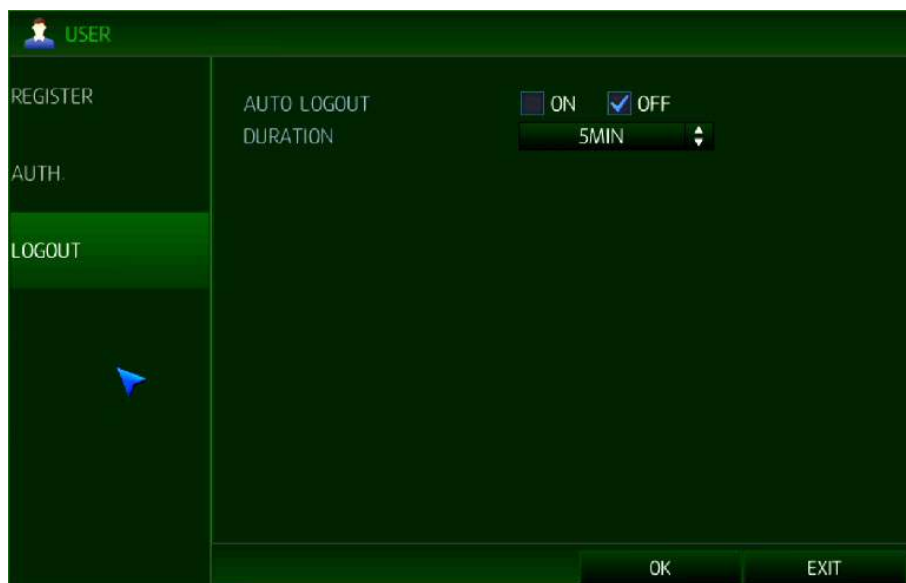 USER
REGISTER
AUTH.
LOGOUT
AUTO LOGOUT ON OFF
DURATION 5MIN
OK EXIT